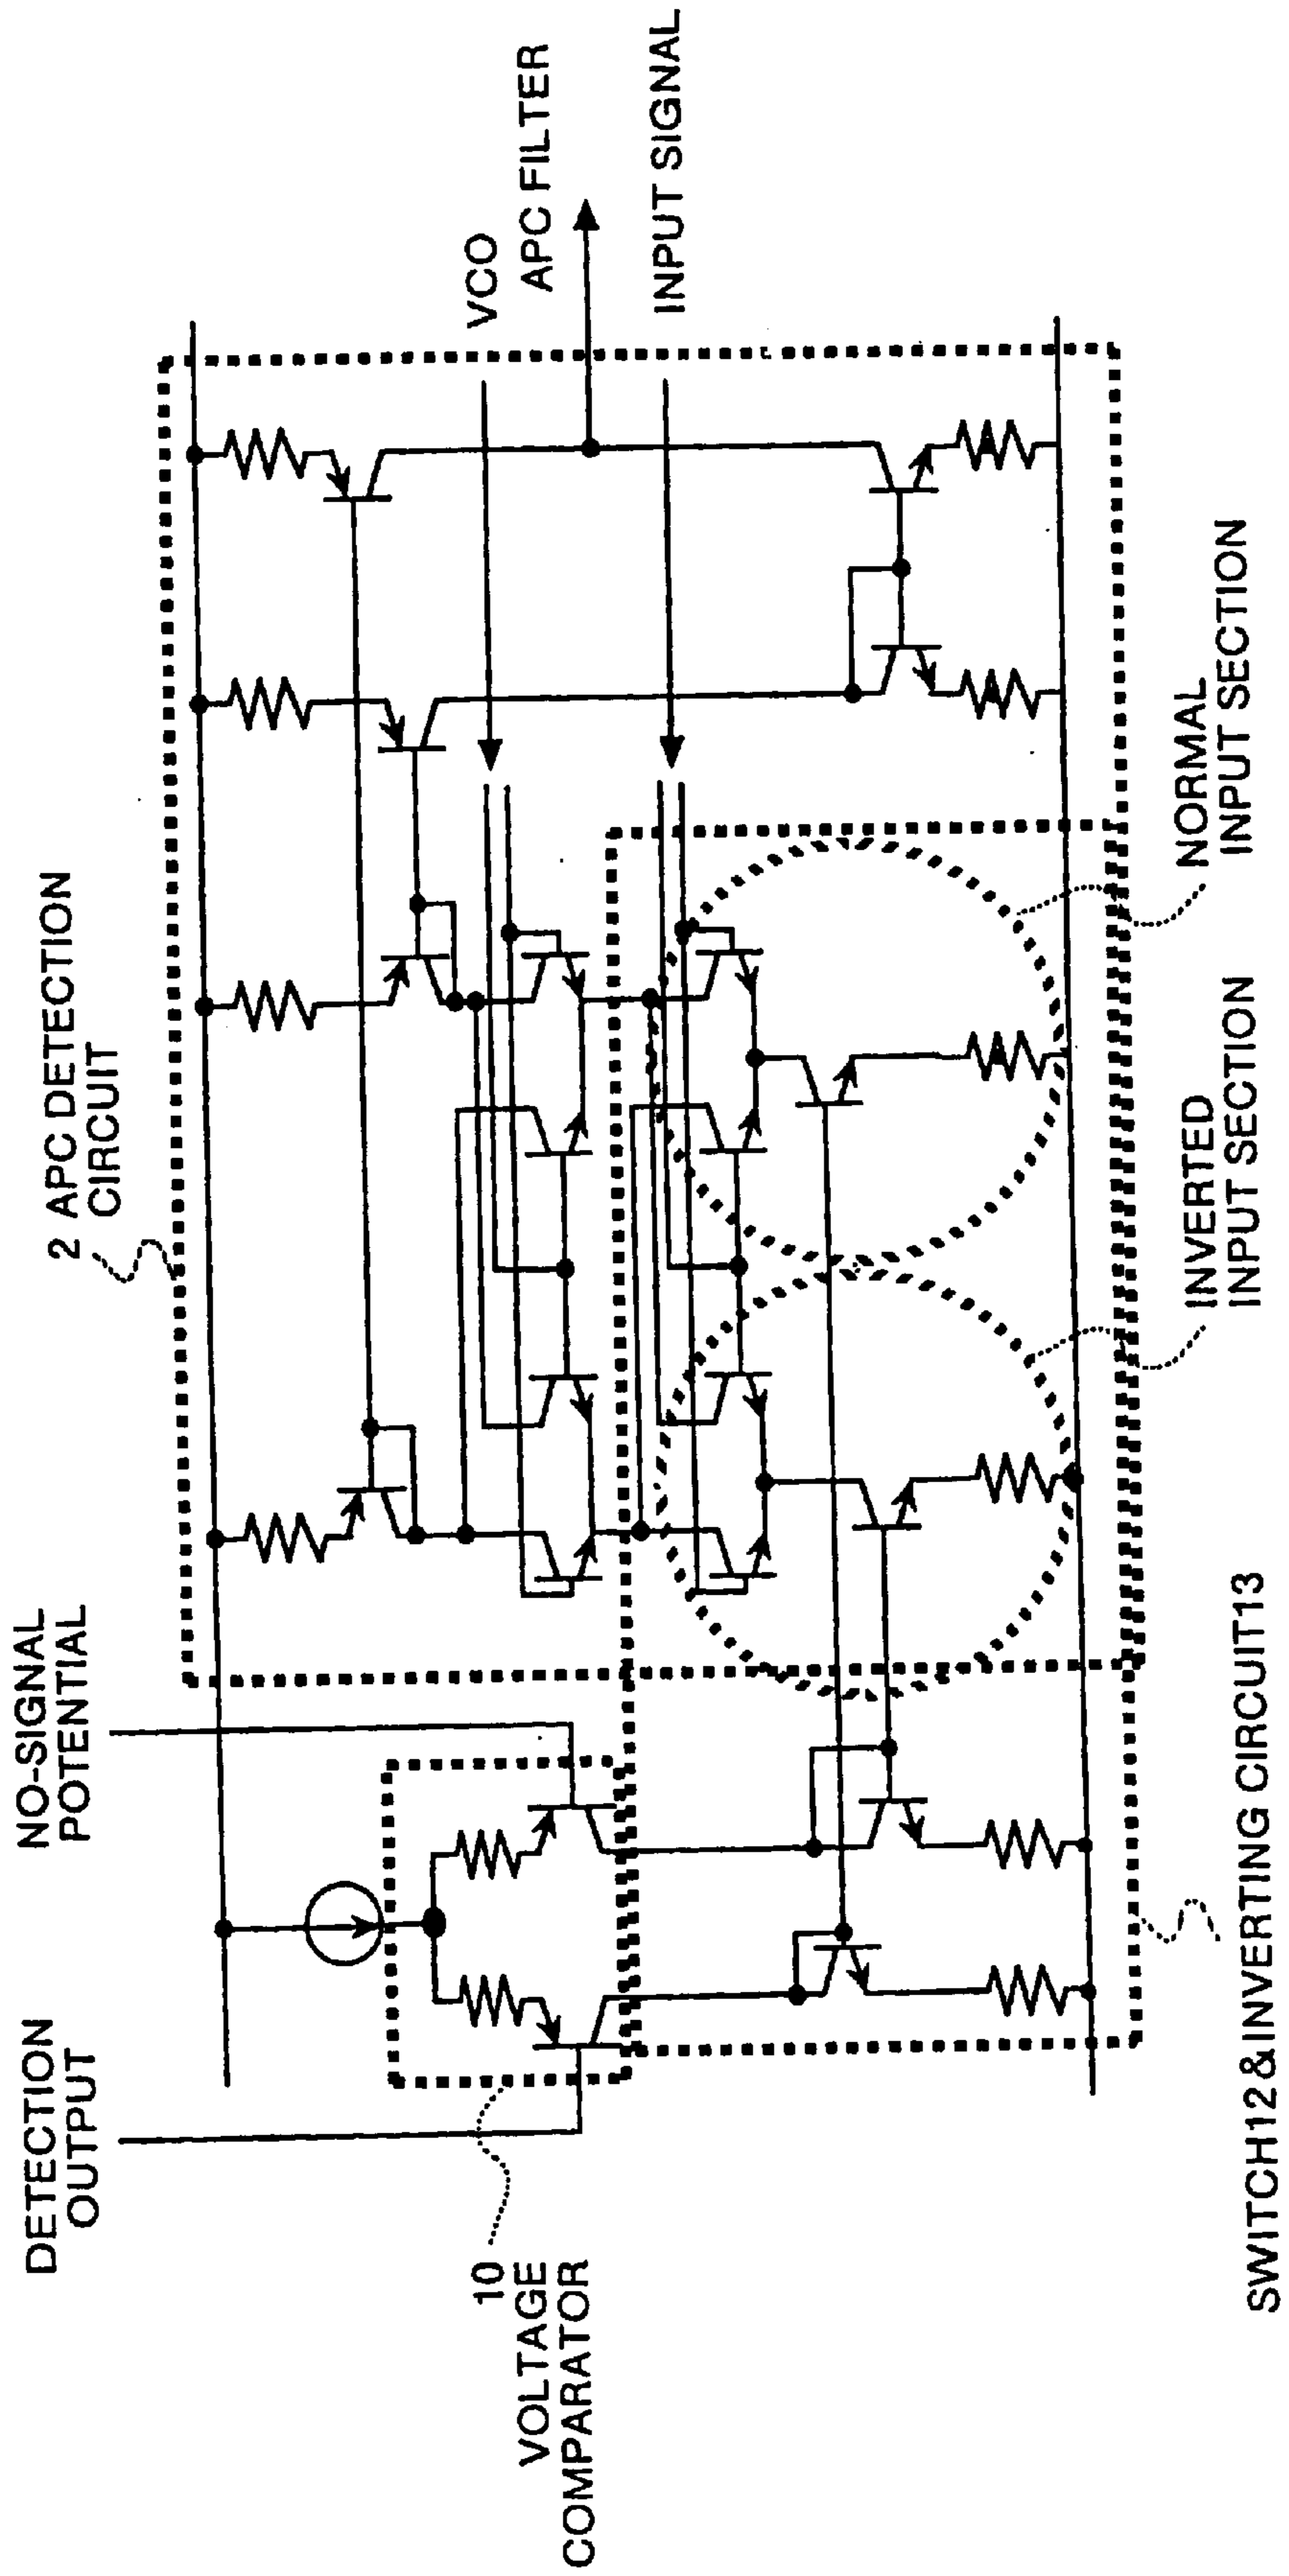 DETECTION
OUTPUT
NO-SIGNAL
POTENTIAL
2 APC DETECTION
CIRCUIT
VCO
APC FILTER
INPUT SIGNAL
10
VOLTAGE
COMPARATOR
SWITCH12&INVERTING CIRCUIT13
INVERTED
INPUT SECTION
NORMAL
INPUT SECTION